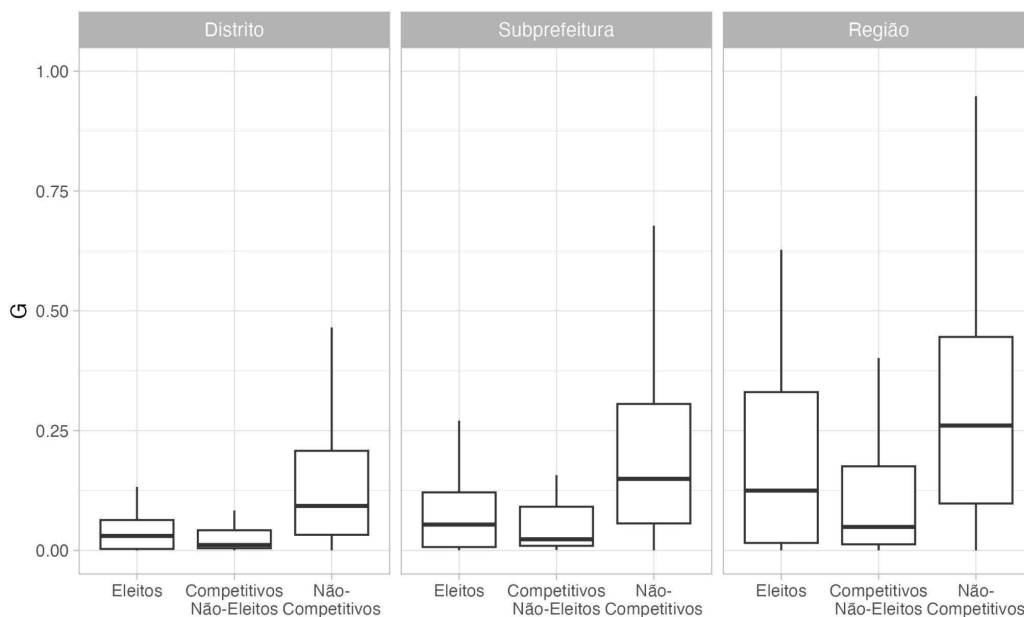 Distrito
Subprefeitura
Região
1.00
0.75
0.50
0.25
0.00
G
Eleitos
Competitivos
Não-Eleitos
Não-
Competitivos
Eleitos
Competitivos
Não-Eleitos
Não-
Competitivos
Eleitos
Competitivos
Não-Eleitos
Não-
Competitivos